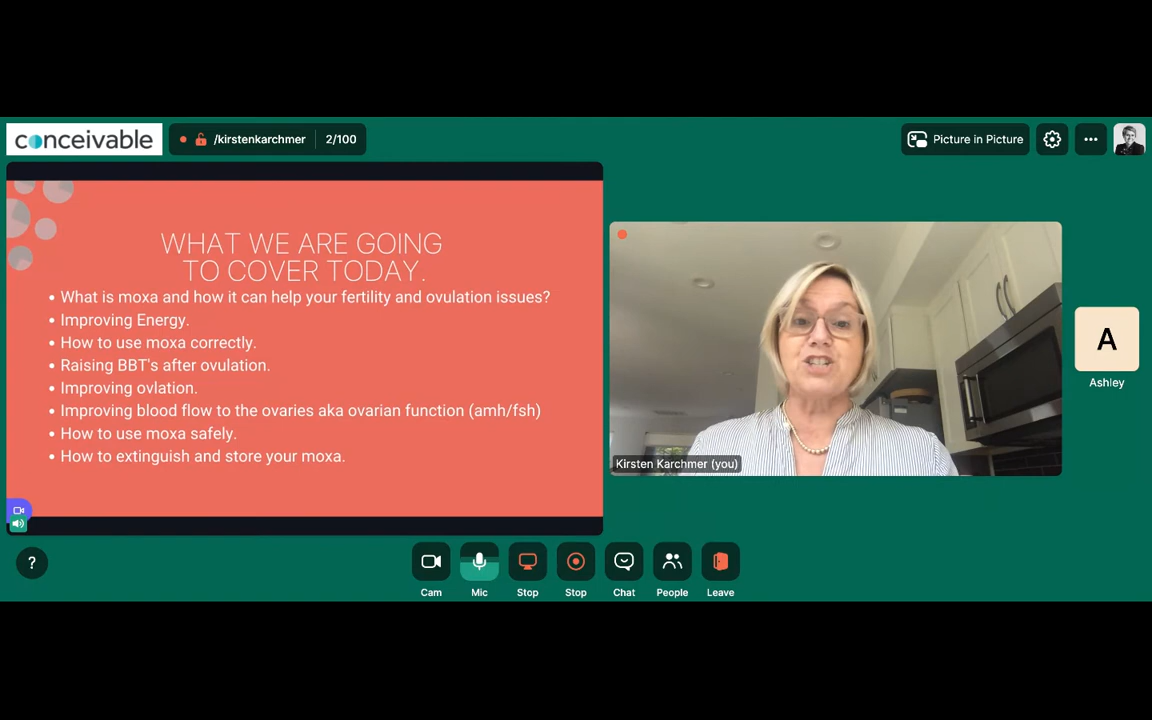 conceivable
/kirstenkarchmer
2/100
Picture in Picture
WHAT WE ARE GOING
TO COVER TODAY.
• What is moxa and how it can help your fertility and ovulation issues?
• Improving Energy.
• How to use moxa correctly.
• Raising BBT's after ovulation.
• Improving ovlation.
• Improving blood flow to the ovaries aka ovarian function (amh/fsh)
• How to use moxa safely.
• How to extinguish and store your moxa.
Kirsten Karchmer (you)
A
Ashley
?
Cam
Mic
Stop
Stop
Chat
People
Leave